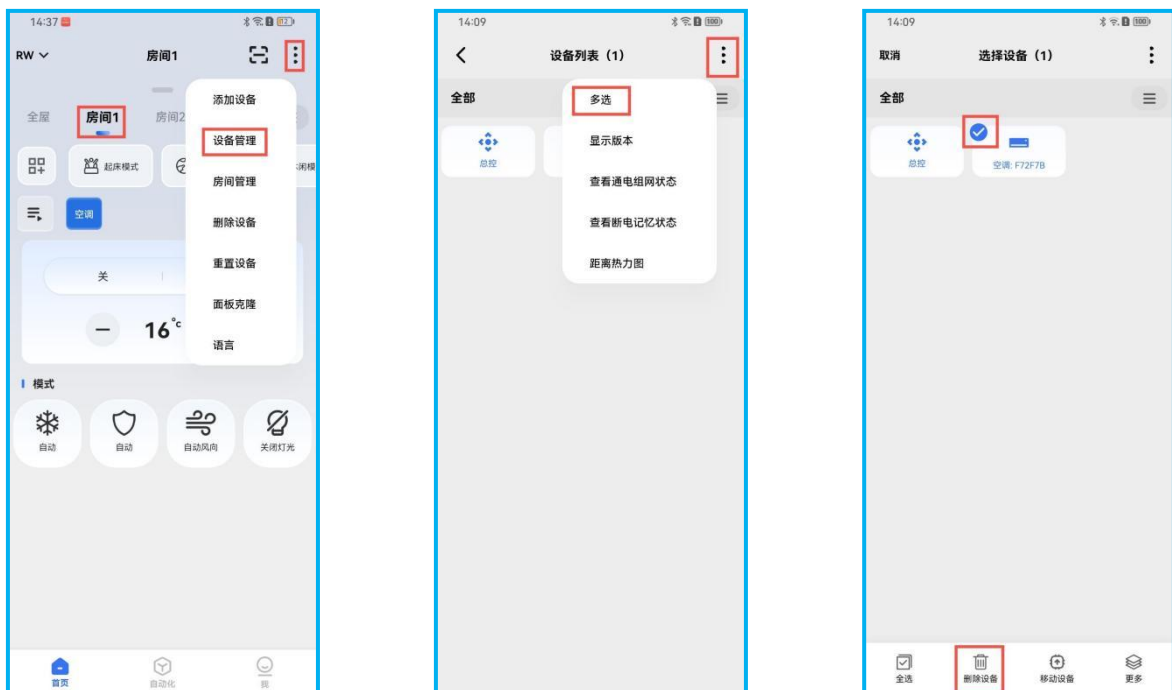 14:37
12
RW
房间1
全屋
房间1
房间2
起床模式
添加设备
设备管理
房间管理
删除设备
重置设备
面板克隆
语言
空调
关
16°c
模式
自动
自动
自动风向
关闭灯光
首页
自动化
14:09
100
设备列表（1）
全部
总控
多选
显示版本
查看通电组网状态
查看断电记忆状态
距离热力图
14:09
100
取消
选择设备（1）
全部
总控
空调: F72F7B
全选
删除设备
移动设备
更多